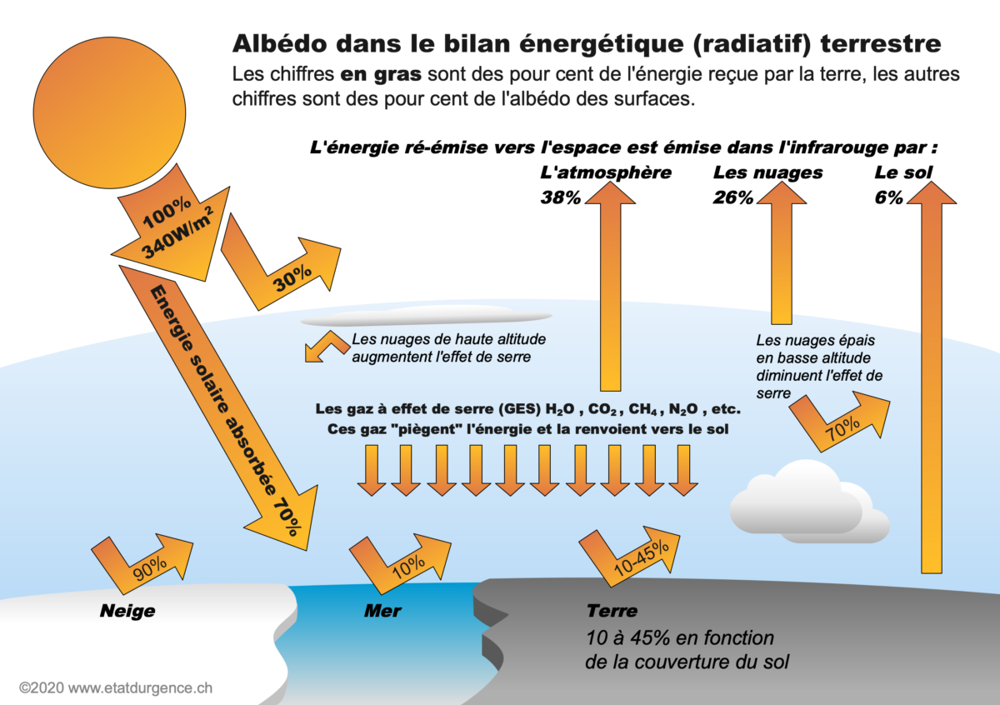 Albédo dans le bilan énergétique (radiatif) terrestre
Les chiffres en gras sont des pour cent de l'énergie reçue par la terre, les autres
chiffres sont des pour cent de l'albédo des surfaces.
L'énergie ré-émise vers l'espace est émise dans l'infrarouge par :
L'atmosphère
38%
Les nuages
26%
Le sol
6%
100%
340W/m²
30%
Energie solaire absorbée 70%
Les nuages de haute altitude
augmentent l'effet de serre
Les nuages épais
en basse altitude
diminuent l'effet de
serre
70%
Les gaz à effet de serre (GES) H₂O , CO₂ , CH₄ , N₂O , etc.
Ces gaz "piègent" l'énergie et la renvoient vers le sol
90%
10%
10-45%
Neige
Mer
Terre
10 à 45% en fonction
de la couverture du sol
©2020 www.etatdurgence.ch